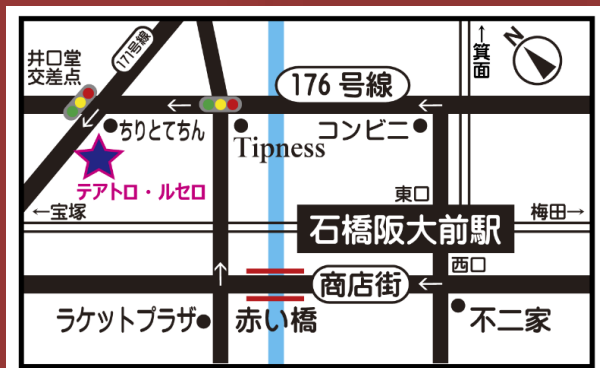 井口堂
交差点
171号線
↑箕面
N
176号線
ちりとてちん
Tipness
コンビニ
テアトロ・ルセロ
←宝塚
東口
梅田→
石橋阪大前駅
西口
商店街
ラケットプラザ
赤い橋
不二家